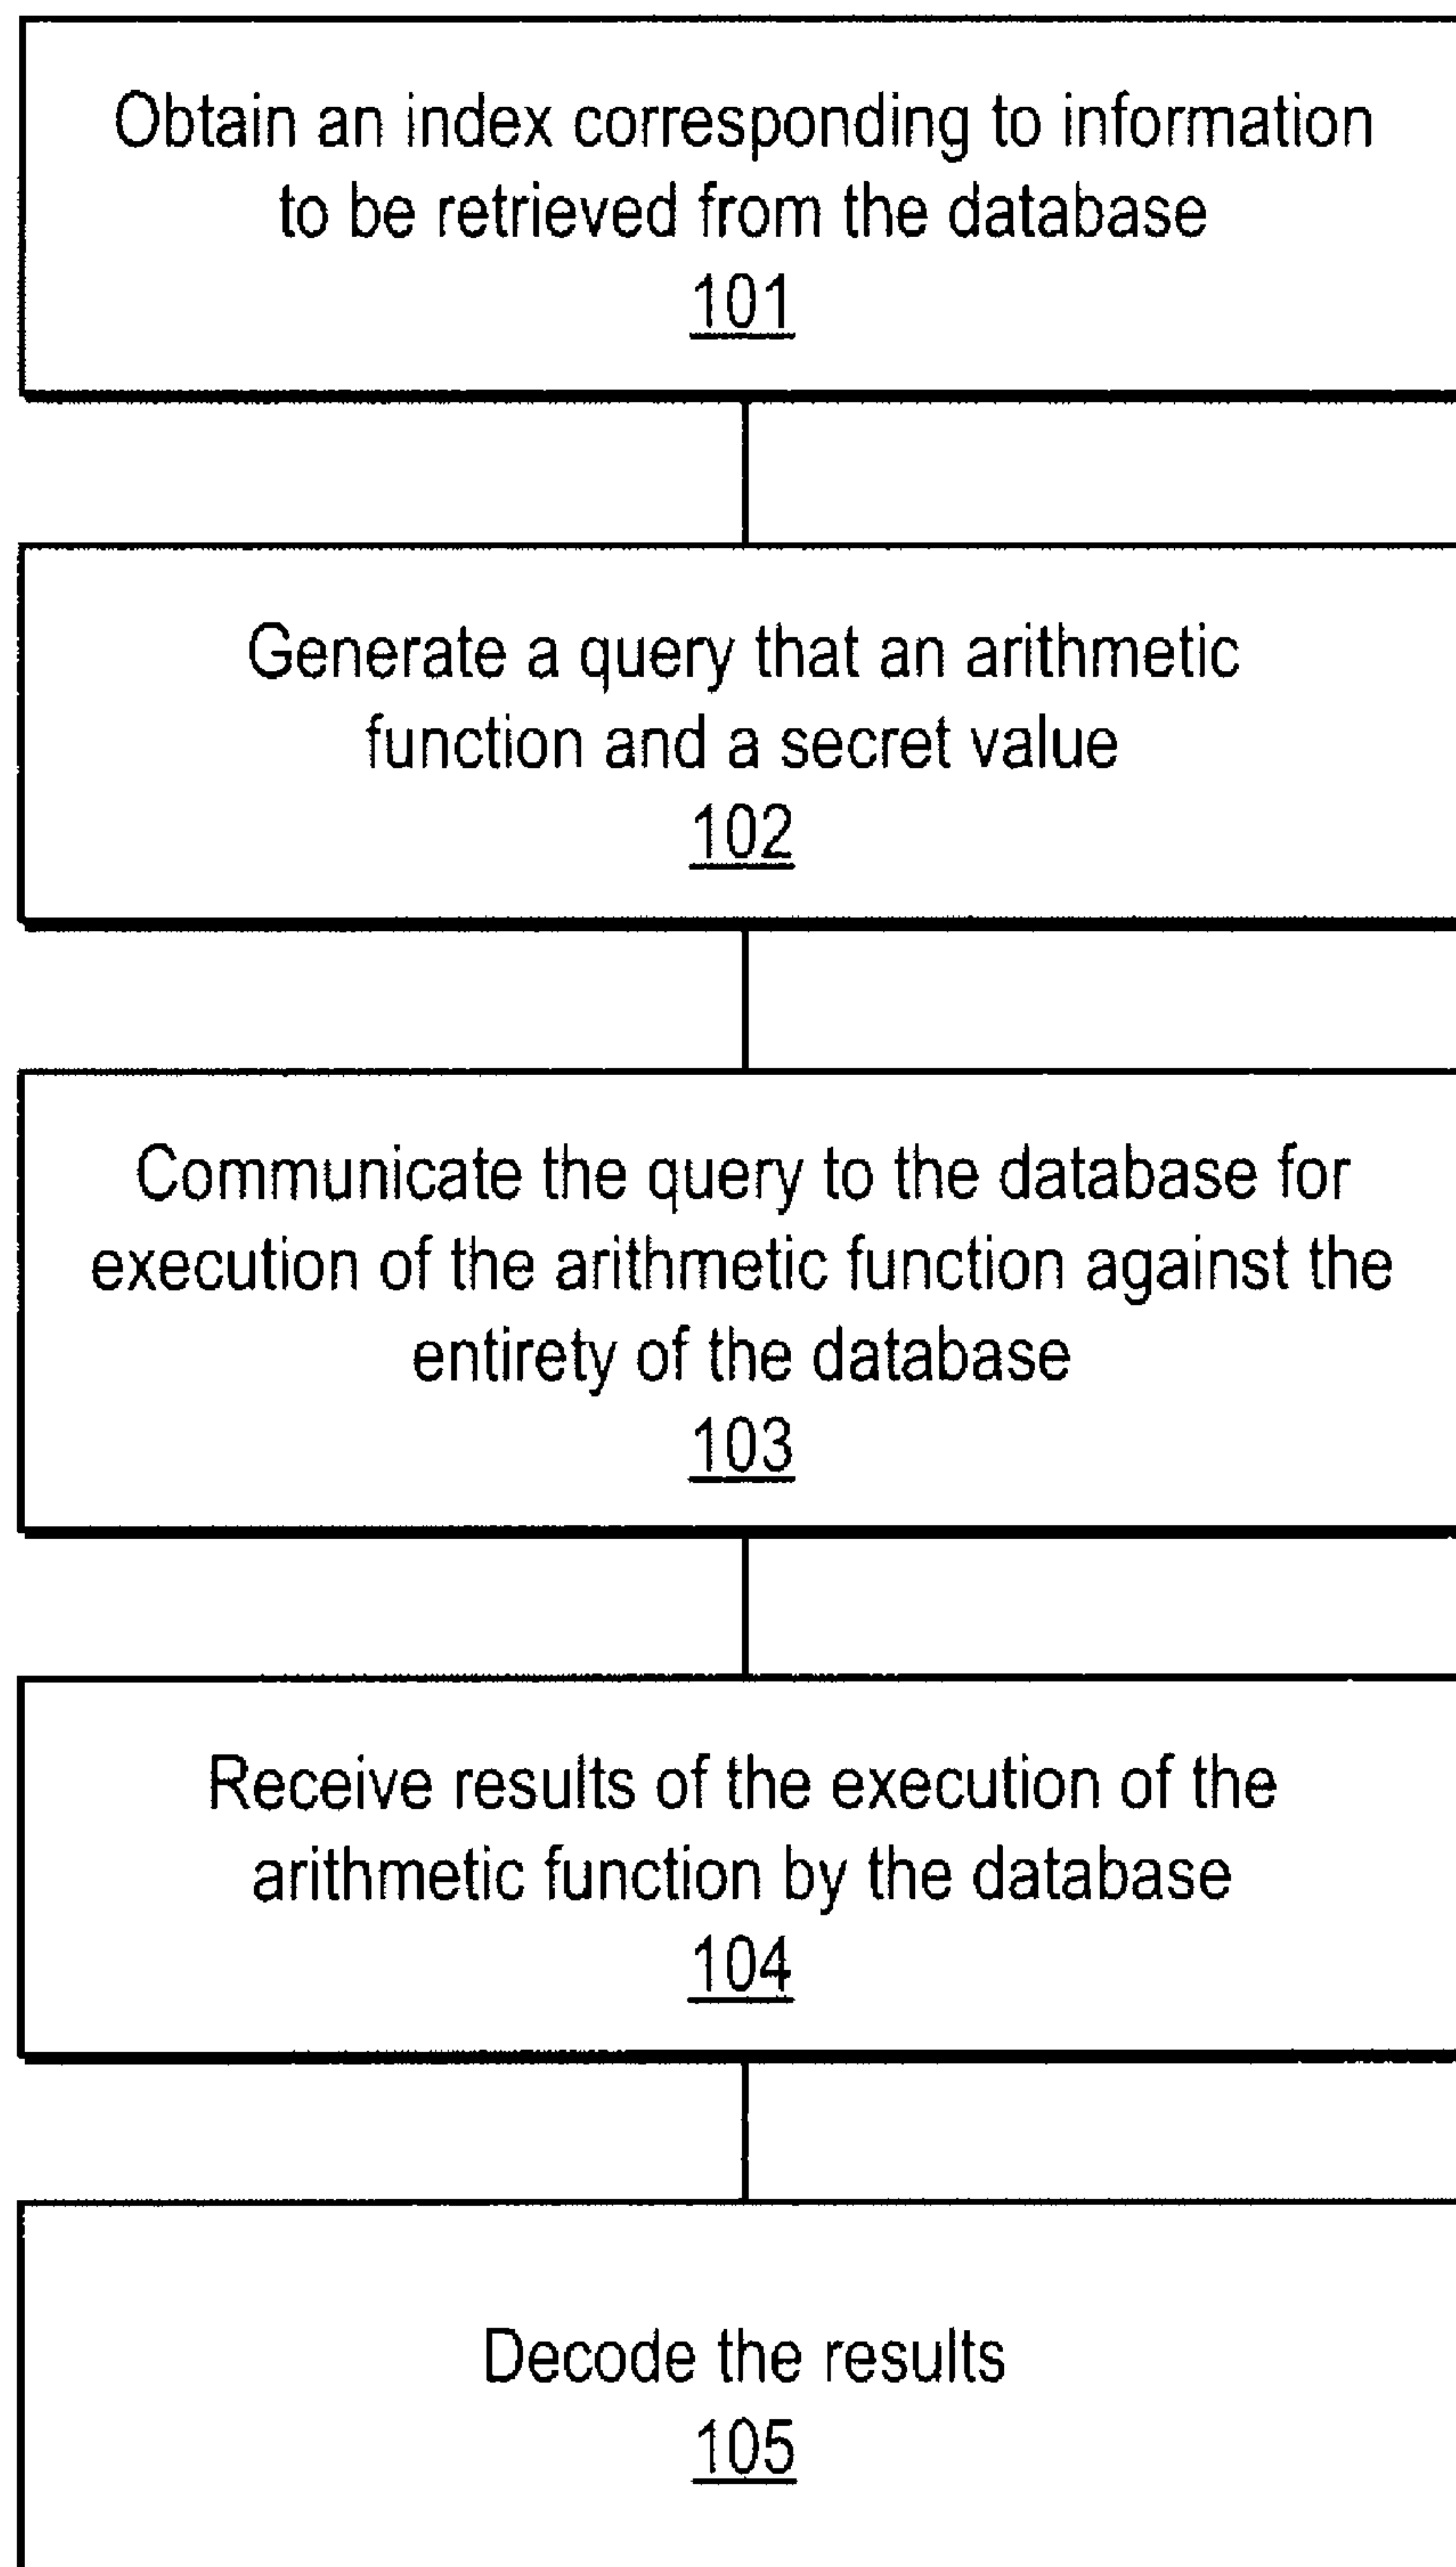 Obtain an index corresponding to information
to be retrieved from the database
101
Generate a query that an arithmetic
function and a secret value
102
Communicate the query to the database for
execution of the arithmetic function against the
entirety of the database
103
Receive results of the execution of the
arithmetic function by the database
104
Decode the results
105